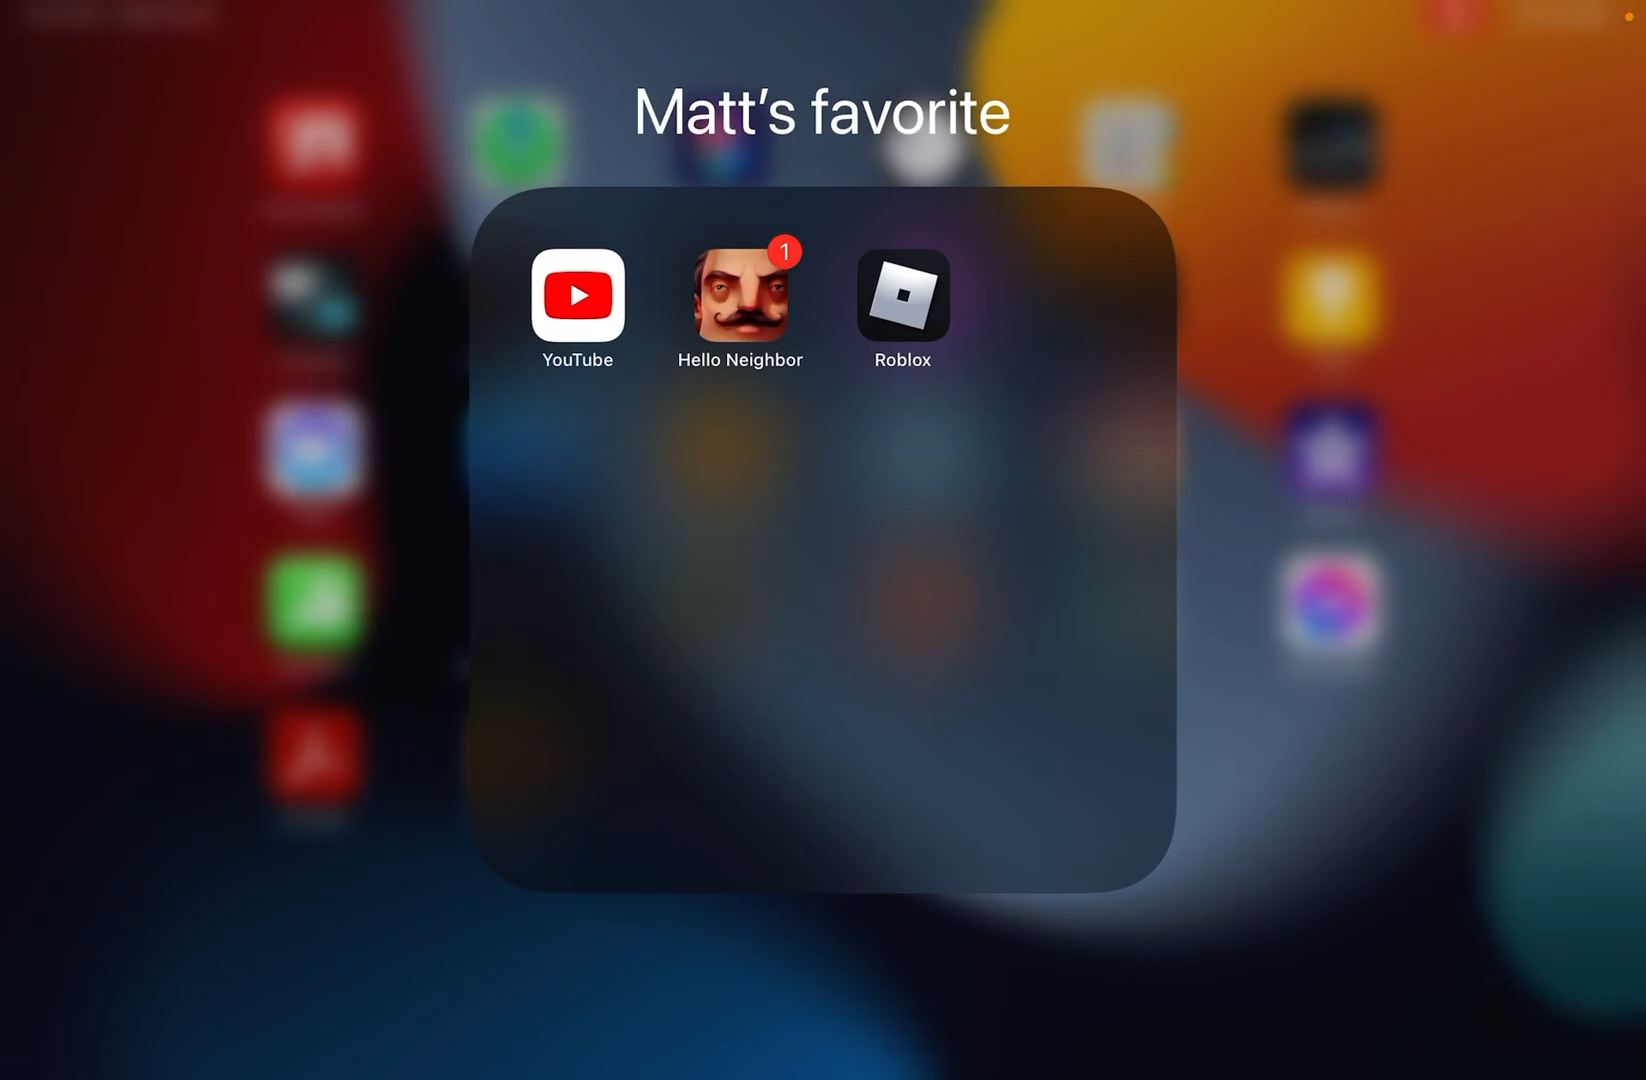 Matt’s favorite
1
YouTube
Hello Neighbor
Roblox